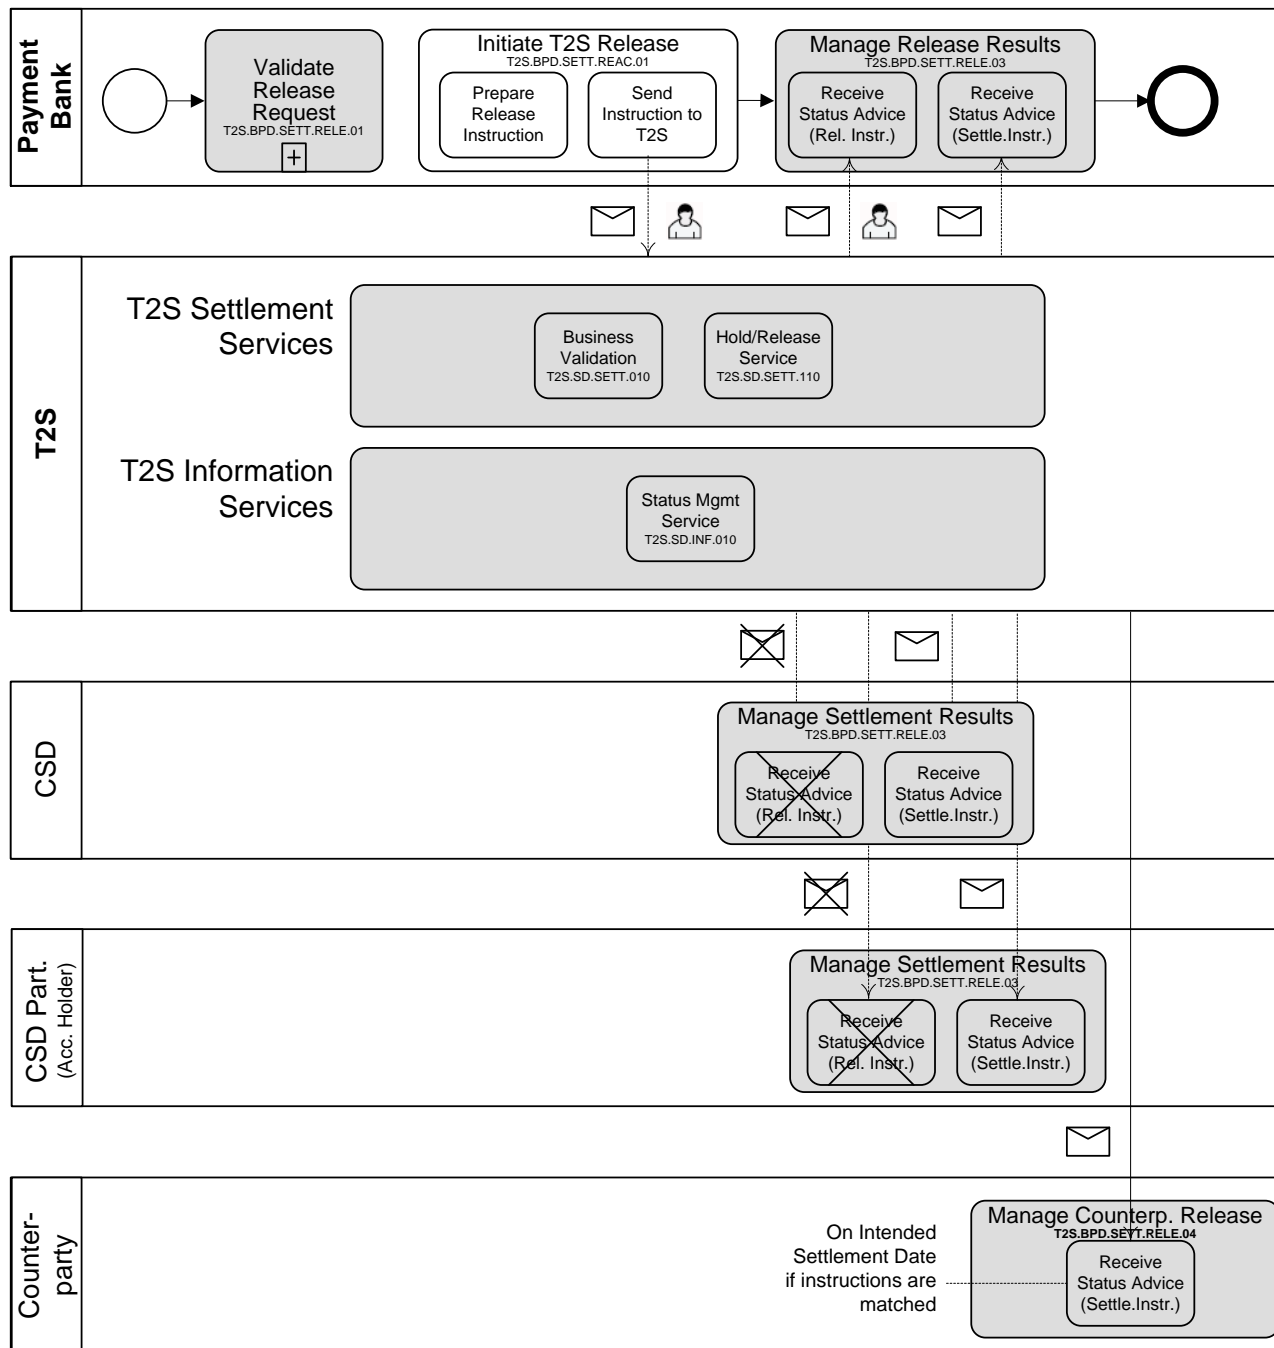 Payment
Bank
Validate
Release
Request
T2S.BPD.SETT.RELE.01
+
Initiate T2S Release
T2S.BPD.SETT.REAC.01
Prepare
Release
Instruction
Send
Instruction to
T2S
Manage Release Results
T2S.BPD.SETT.RELE.03
Receive
Status Advice
(Rel. Instr.)
Receive
Status Advice
(Settle.Instr.)
T2S
T2S Settlement
Services
Business
Validation
T2S.SD.SETT.010
Hold/Release
Service
T2S.SD.SETT.110
T2S Information
Services
Status Mgmt
Service
T2S.SD.INF.010
CSD
Manage Settlement Results
T2S.BPD.SETT.RELE.03
Receive
Status Advice
(Rel. Instr.)
Receive
Status Advice
(Settle.Instr.)
CSD Part.
(Acc. Holder)
Manage Settlement Results
T2S.BPD.SETT.RELE.03
Receive
Status Advice
(Rel. Instr.)
Receive
Status Advice
(Settle.Instr.)
Counter-
party
On Intended
Settlement Date
if instructions are
matched
Manage Counterp. Release
T2S.BPD.SETT.RELE.04
Receive
Status Advice
(Settle.Instr.)